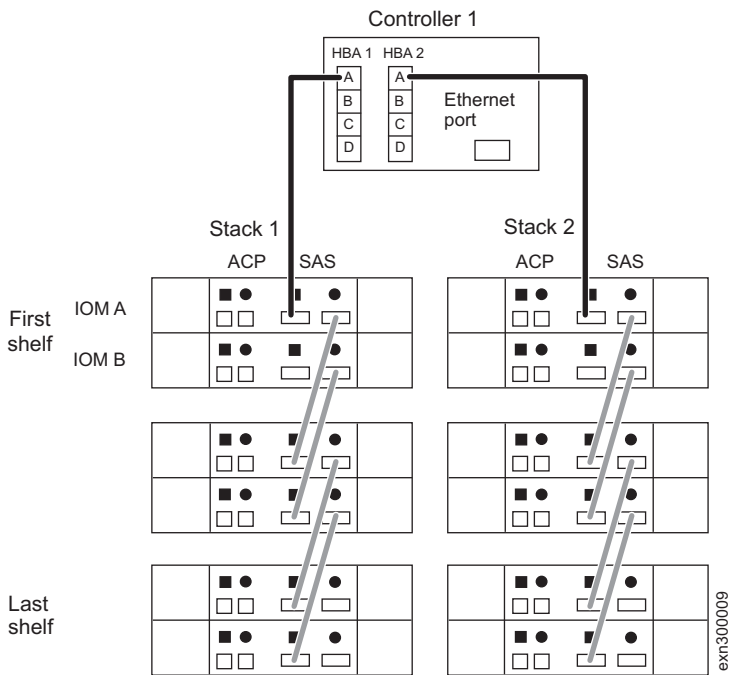 Controller 1
HBA 1 HBA 2
A A
B B
C C
D D
Ethernet
port
Stack 1 Stack 2
ACP SAS ACP SAS
First
shelf
IOM A
IOM B
Last
shelf
exn300009